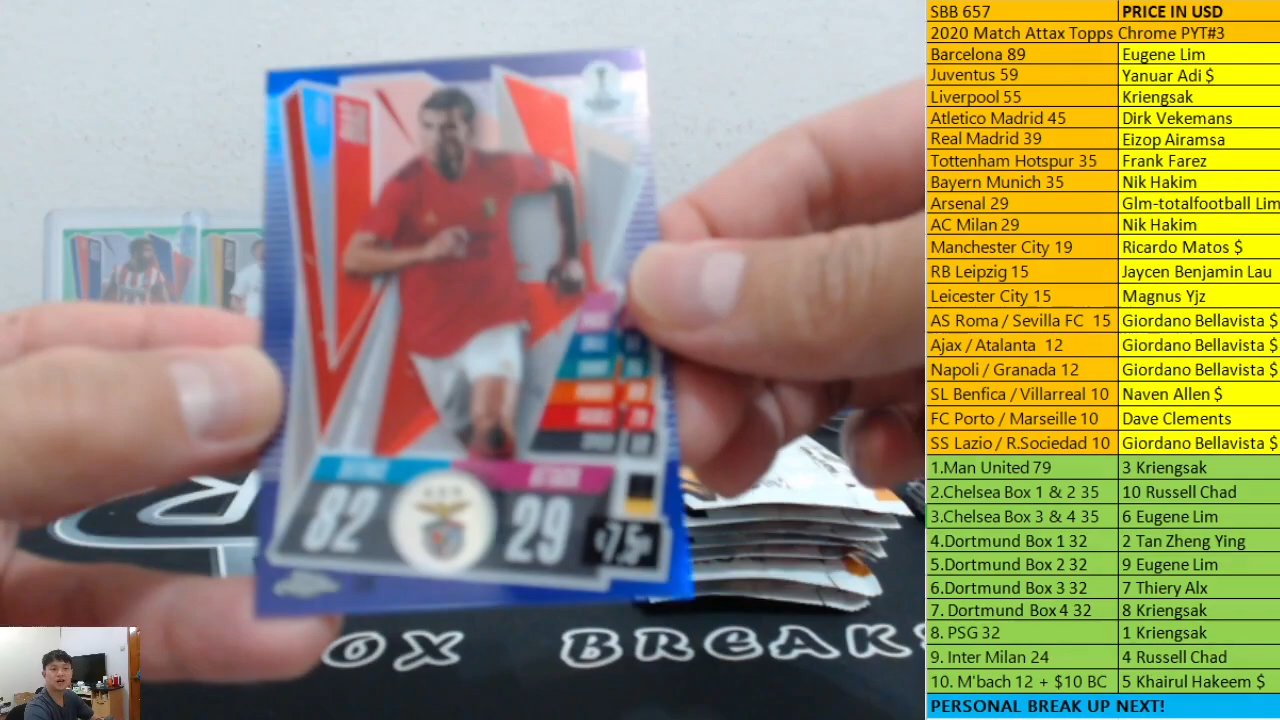 SBB 657 PRICE IN USD
2020 Match Attax Topps Chrome PYT#3
Barcelona 89 Eugene Lim
Juventus 59 Yanuar Adi $
Liverpool 55 Kriengsak
Atletico Madrid 45 Dirk Vekemans
Real Madrid 39 Eizop Airamsa
Tottenham Hotspur 35 Frank Farez
Bayern Munich 35 Nik Hakim
Arsenal 29 Glm-totalfootball Lim
AC Milan 29 Nik Hakim
Manchester City 19 Ricardo Matos $
RB Leipzig 15 Jaycen Benjamin Lau
Leicester City 15 Magnus Yjz
AS Roma / Sevilla FC 15 Giordano Bellavista $
Ajax / Atalanta 12 Giordano Bellavista $
Napoli / Granada 12 Giordano Bellavista $
SL Benfica / Villarreal 10 Naven Allen $
FC Porto / Marseille 10 Dave Clements
SS Lazio / R.Sociedad 10 Giordano Bellavista $
1.Man United 79 3 Kriengsak
2.Chelsea Box 1 & 2 35 10 Russell Chad
3.Chelsea Box 3 & 4 35 6 Eugene Lim
4.Dortmund Box 1 32 2 Tan Zheng Ying
5.Dortmund Box 2 32 9 Eugene Lim
6.Dortmund Box 3 32 7 Thiery Alx
7. Dortmund Box 4 32 8 Kriengsak
8. PSG 32 1 Kriengsak
9. Inter Milan 24 4 Russell Chad
10. M'bach 12 + $10 BC 5 Khairul Hakeem $
PERSONAL BREAK UP NEXT!
DEFENCE ATTACK
82 29
BOX BREAK